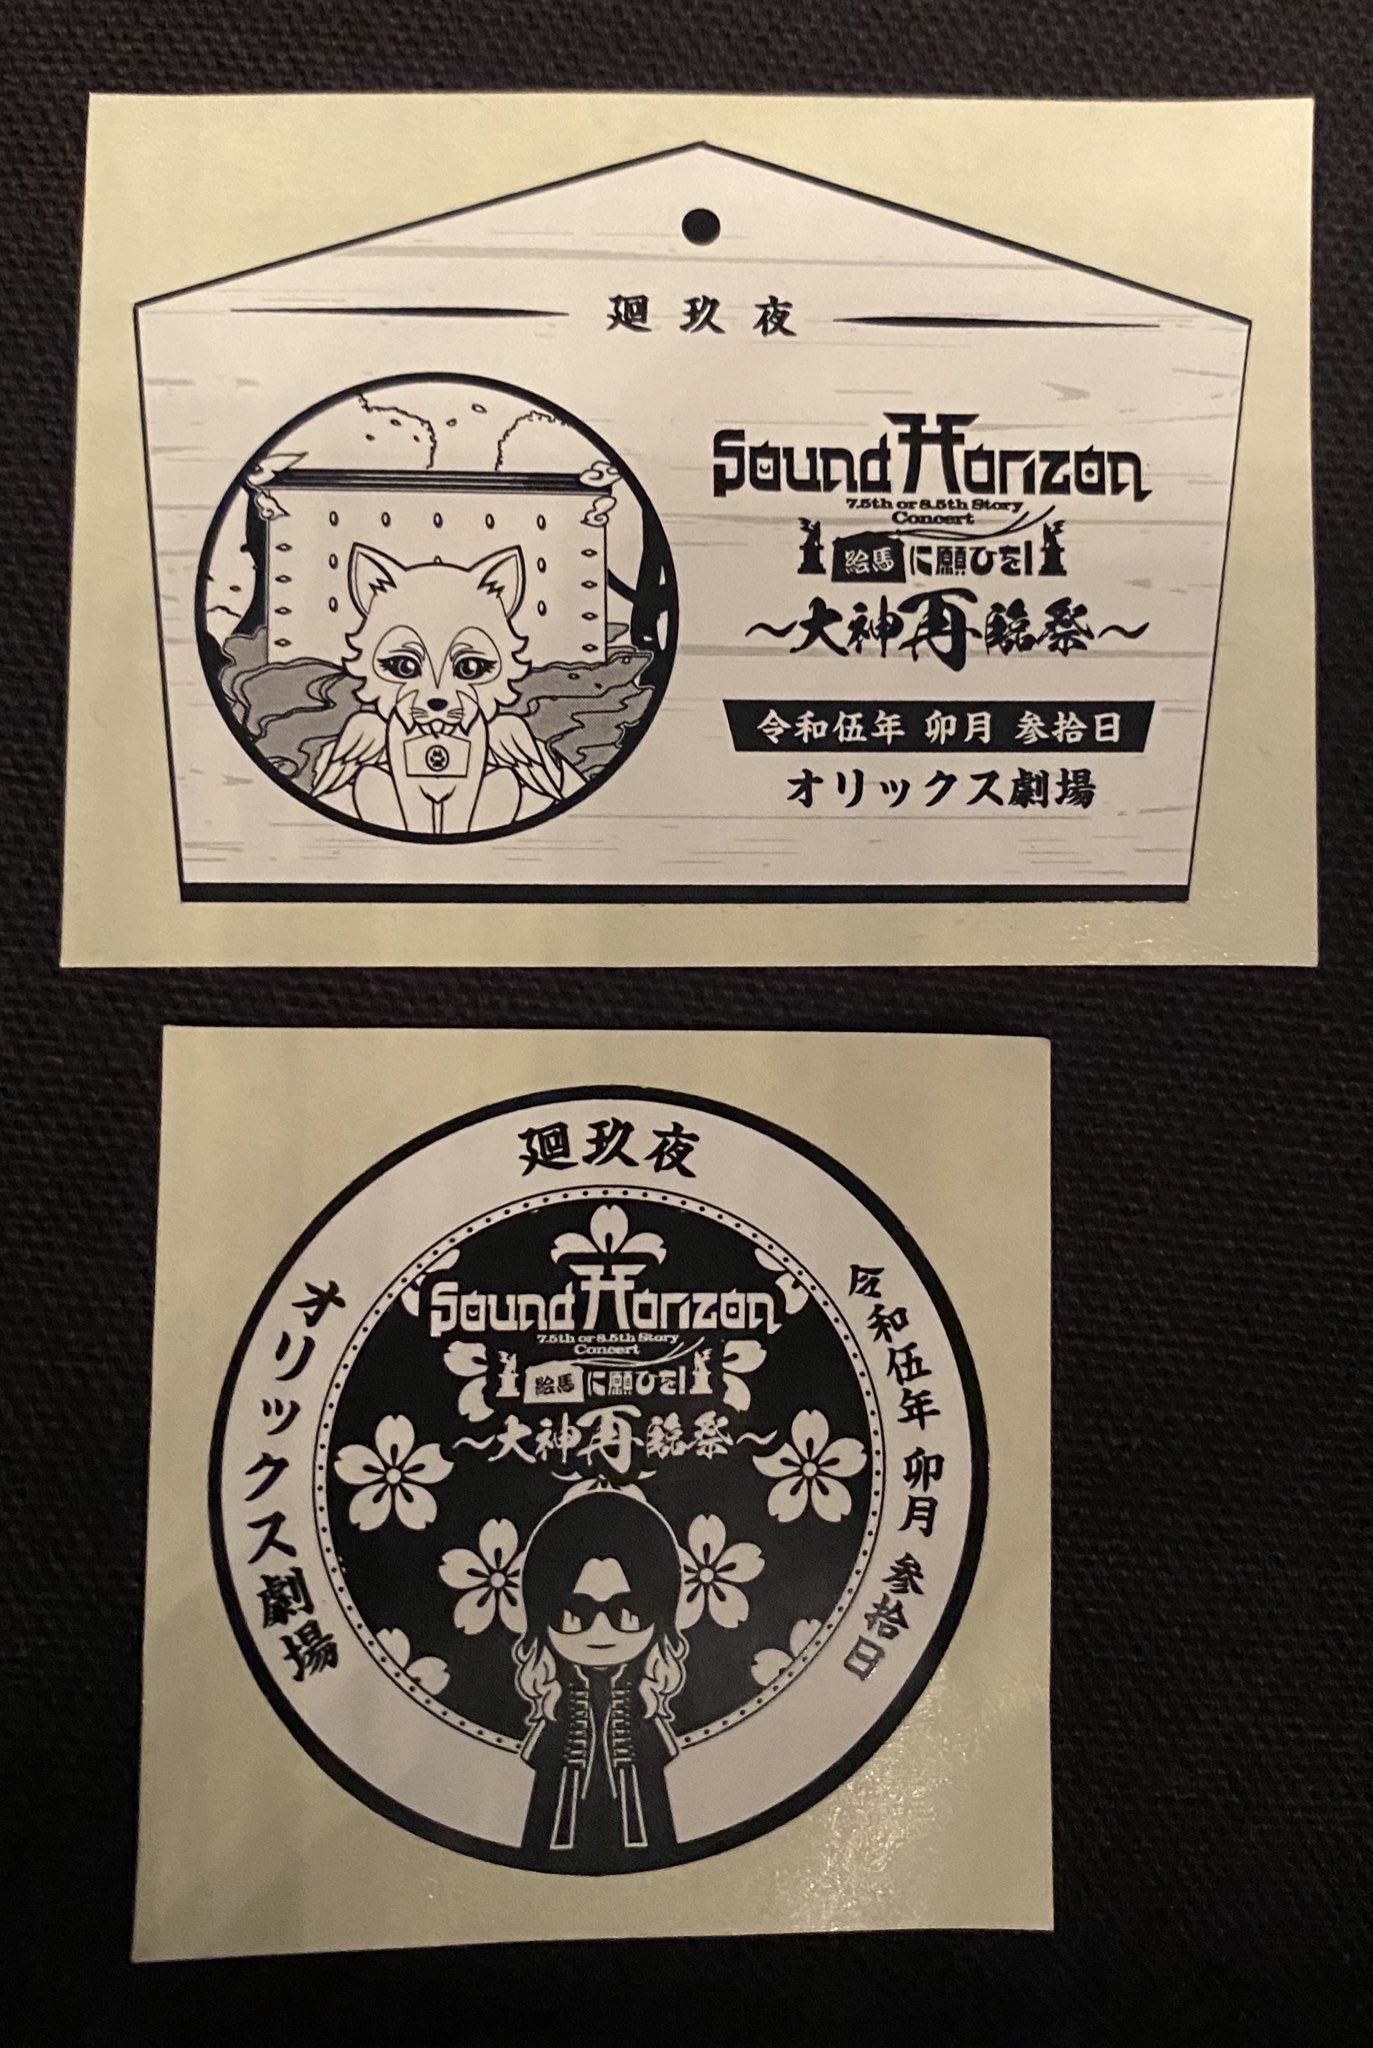 廻玖夜
Sound Horizon
7.5th or 8.5th Story
Concert
絵馬に願ひを!
～大神再臨祭～
令和伍年 卯月 参拾日
オリックス劇場
廻玖夜
オリックス劇場
Sound Horizon
7.5th or 8.5th Story
Concert
絵馬に願ひを!
～大神再臨祭～
令和伍年 卯月 参拾日